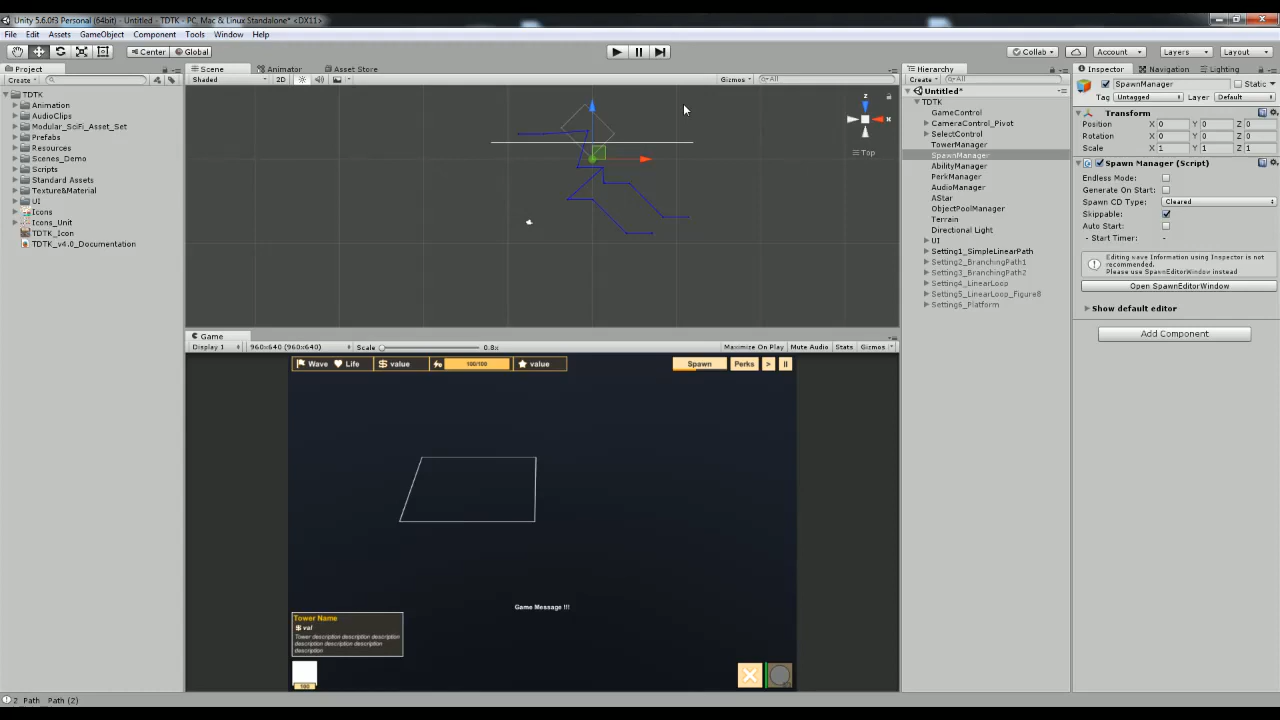 Unity 5.6.0f3 Personal (64bit) - Untitled - TDTK - PC, Mac & Linux Standalone* <DX11>
File Edit Assets GameObject Component Tools Window Help
Center Global Collab Account Layers Layout
Project
Create
TDTK
Animation
AudioClips
Modular_SciFi_Asset_Set
Prefabs
Resources
Scenes_Demo
Scripts
Standard Assets
Texture&Material
UI
Icons
Icons_Unit
TDTK_Icon
TDTK_v4.0_Documentation
Scene Animator Asset Store
Shaded 2D Gizmos All
z
x
Top
Game
Display 1 960x640 (960x640) Scale 0.8x Maximize On Play Mute Audio Stats Gizmos
Wave Life value 100/100 value Spawn Perks > II
Game Message !!!
Tower Name
$ val
Tower description description description
description description description
description
100
Hierarchy
Create All
Untitled*
TDTK
GameControl
CameraControl_Pivot
SelectControl
TowerManager
SpawnManager
AbilityManager
PerkManager
AudioManager
AStar
ObjectPoolManager
Terrain
Directional Light
UI
Setting1_SimpleLinearPath
Setting2_BranchingPath1
Setting3_BranchingPath2
Setting4_LinearLoop
Setting5_LinearLoop_Figure8
Setting6_Platform
Inspector Navigation Lighting
SpawnManager Static
Tag Untagged Layer Default
Transform
Position X 0 Y 0 Z 0
Rotation X 0 Y 0 Z 0
Scale X 1 Y 1 Z 1
Spawn Manager (Script)
Endless Mode:
Generate On Start:
Spawn CD Type: Cleared
Skippable:
Auto Start:
- Start Timer: -
Editing wave information using Inspector is not
recommended.
Please use SpawnEditorWindow instead
Open SpawnEditorWindow
Show default editor
Add Component
2 Path Path (2)